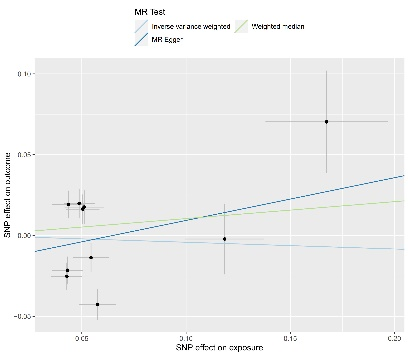 MR Test
Inverse variance weighted
Weighted median
MR Egger
0.10
0.05
0.00
-0.05
SNP effect on outcome
0.05
0.10
0.15
0.20
SNP effect on exposure